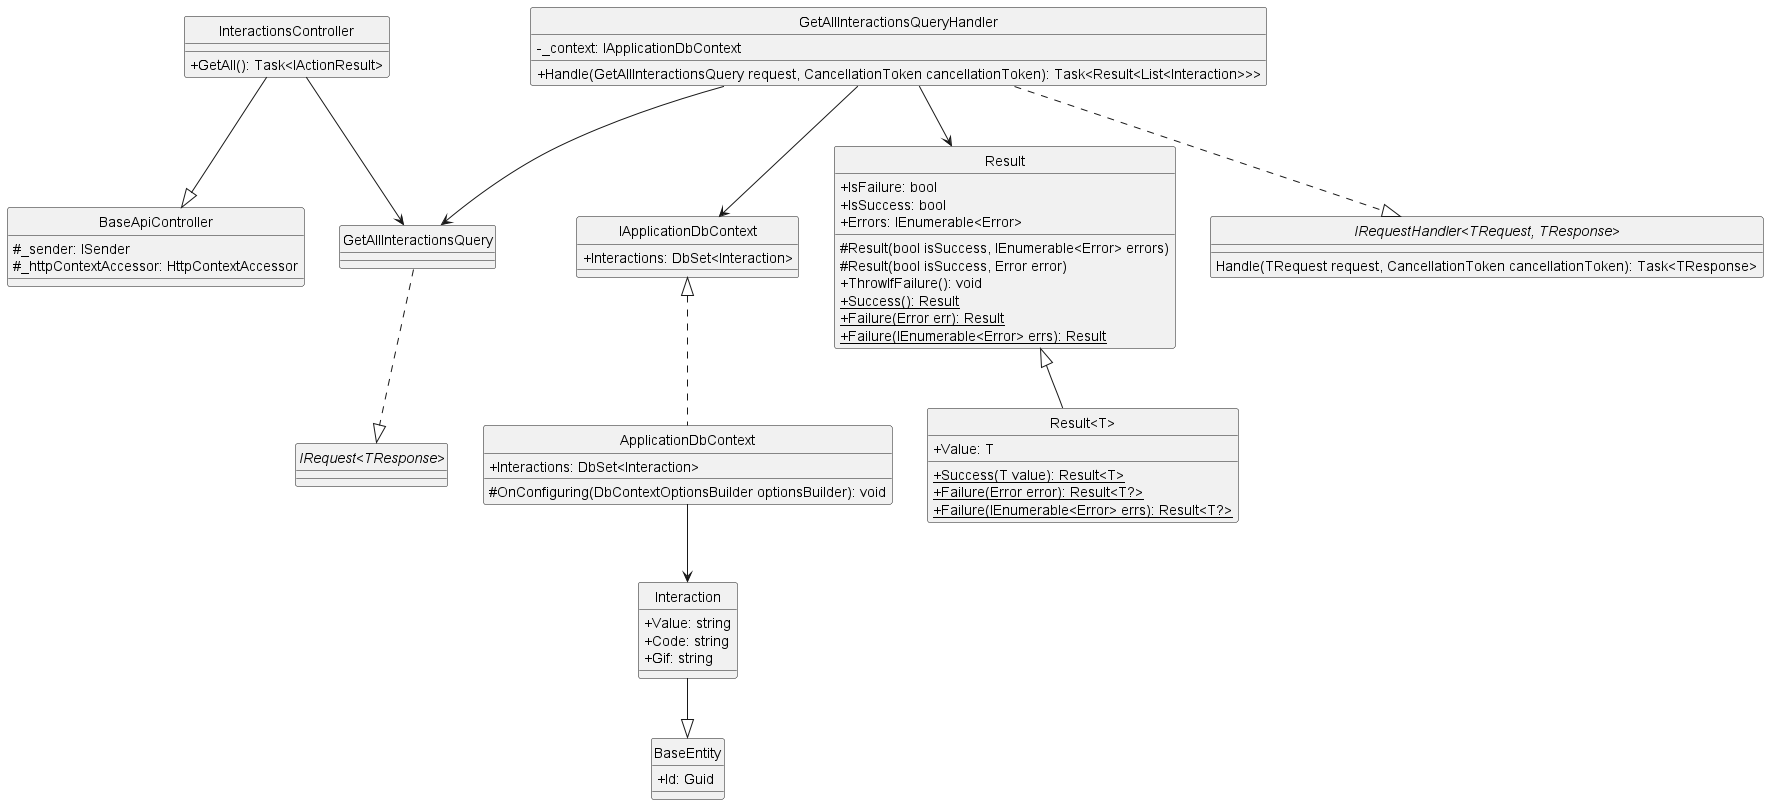 InteractionsController
+GetAll(): Task<IActionResult>
GetAllInteractionsQueryHandler
-_context: IApplicationDbContext
+Handle(GetAllInteractionsQuery request, CancellationToken cancellationToken): Task<Result<List<Interaction>>>
BaseApiController
#_sender: ISender
#_httpContextAccessor: HttpContextAccessor
GetAllInteractionsQuery
IApplicationDbContext
+Interactions: DbSet<Interaction>
Result
+IsFailure: bool
+IsSuccess: bool
+Errors: IEnumerable<Error>
#Result(bool isSuccess, IEnumerable<Error> errors)
#Result(bool isSuccess, Error error)
+ThrowIfFailure(): void
+Success(): Result
+Failure(Error err): Result
+Failure(IEnumerable<Error> errs): Result
IRequestHandler<TRequest, TResponse>
Handle(TRequest request, CancellationToken cancellationToken): Task<TResponse>
IRequest<TResponse>
ApplicationDbContext
+Interactions: DbSet<Interaction>
#OnConfiguring(DbContextOptionsBuilder optionsBuilder): void
Result<T>
+Value: T
+Success(T value): Result<T>
+Failure(Error error): Result<T?>
+Failure(IEnumerable<Error> errs): Result<T?>
Interaction
+Value: string
+Code: string
+Gif: string
BaseEntity
+Id: Guid